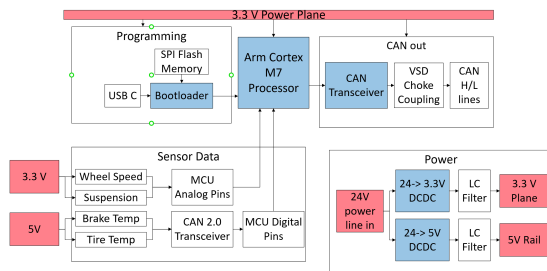 3.3 V Power Plane
Programming
SPI Flash
Memory
USB C
Bootloader
Arm Cortex
M7
Processor
CAN out
CAN
Transceiver
VSD
Choke
Coupling
CAN
H/L
lines
Sensor Data
3.3 V
Wheel Speed
Suspension
MCU
Analog Pins
5V
Brake Temp
Tire Temp
CAN 2.0
Transceiver
MCU Digital
Pins
Power
24V
power
line in
24-> 3.3V
DCDC
LC
Filter
3.3 V
Plane
24-> 5V
DCDC
LC
Filter
5V Rail